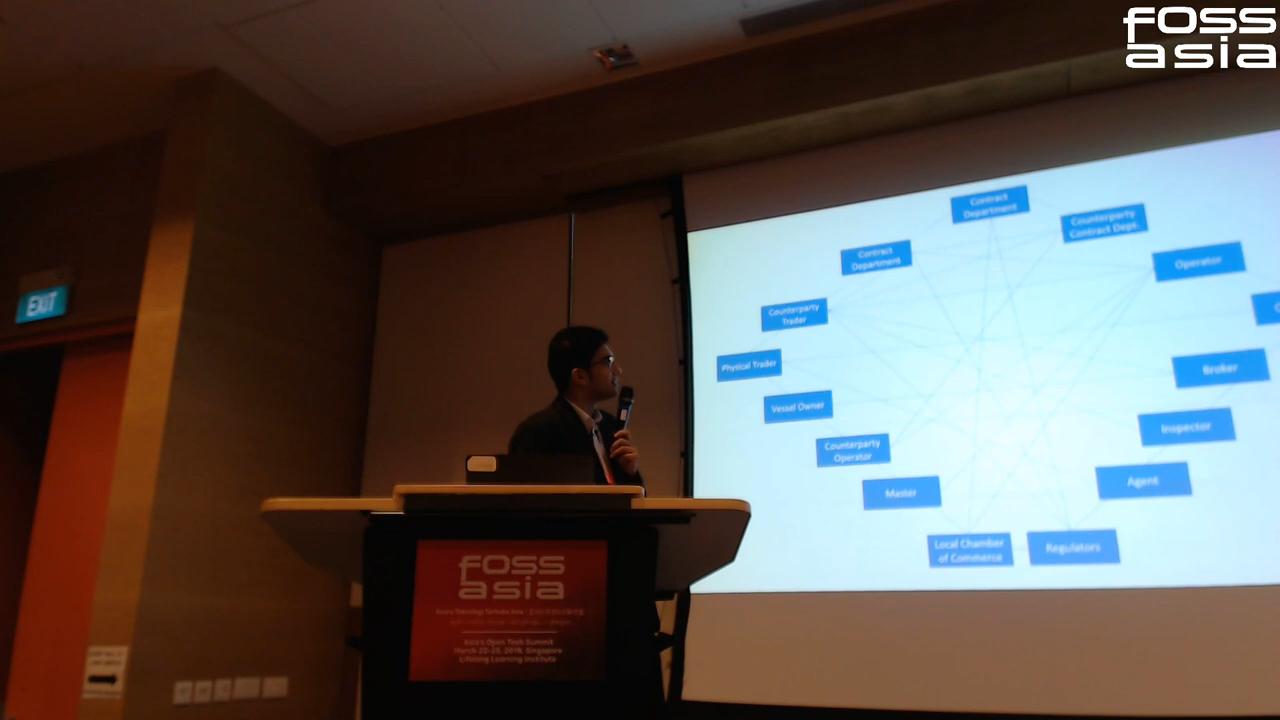 foss
asia
EXIT
Contract
Department
Counterparty
Contract Dept.
Contract
Department
Operator
Counterparty
Trader
Physical Trader
Broker
Vessel Owner
Inspector
Counterparty
Operator
Agent
Master
Local Chamber
of Commerce
Regulators
foss
asia
Asia's Open Tech Summit
Singapore
Lifelong Learning Institute